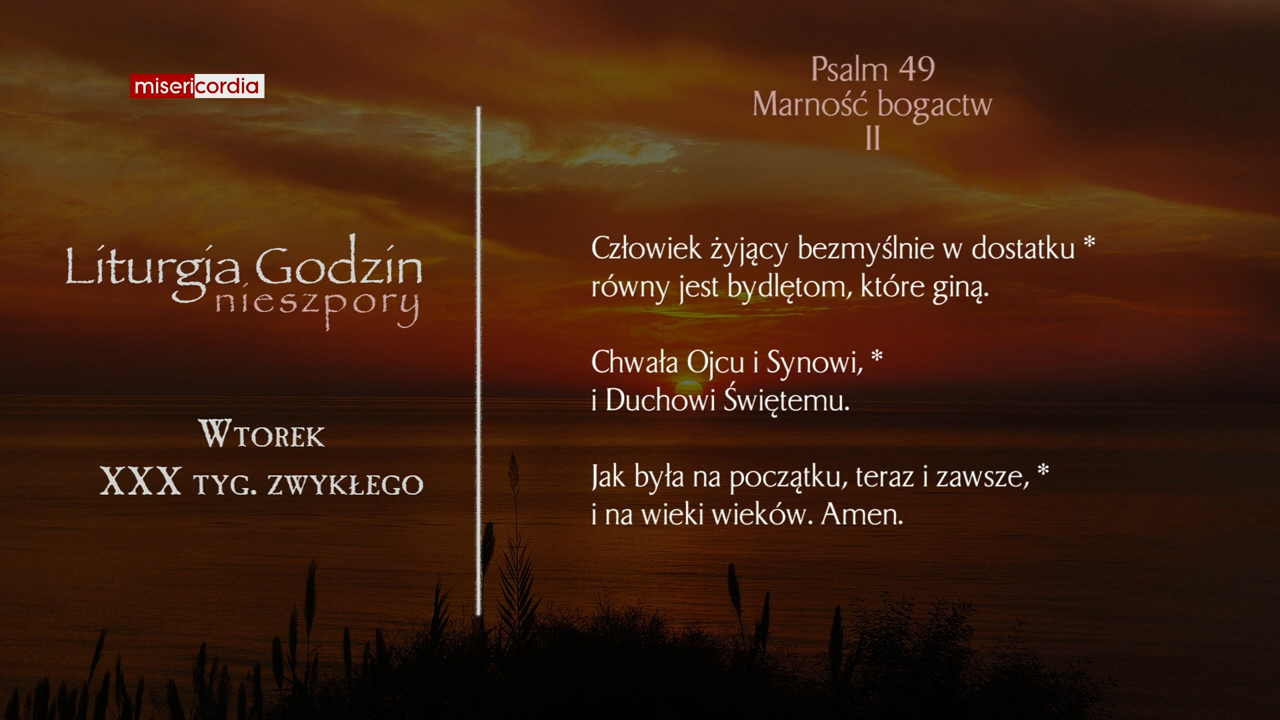 misericordia
Liturgia Godzin
nieszpory
Wtorek
XXX tyg. zwykłego
Psalm 49
Marność bogactw
II
Człowiek żyjący bezmyślnie w dostatku *
równy jest bydlętom, które giną.
Chwała Ojcu i Synowi, *
i Duchowi Świętemu.
Jak była na początku, teraz i zawsze, *
i na wieki wieków. Amen.